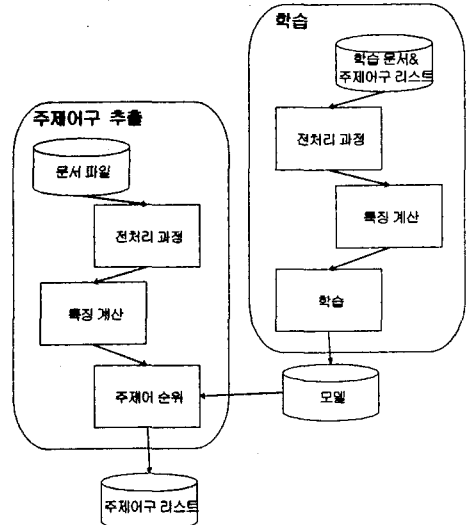 학습
학습 문서&
주제어구 리스트
전처리 과정
특징 계산
학습
모델
주제어구 추출
문서 파일
전처리 과정
특징 계산
주제어 순위
주제어구 리스트